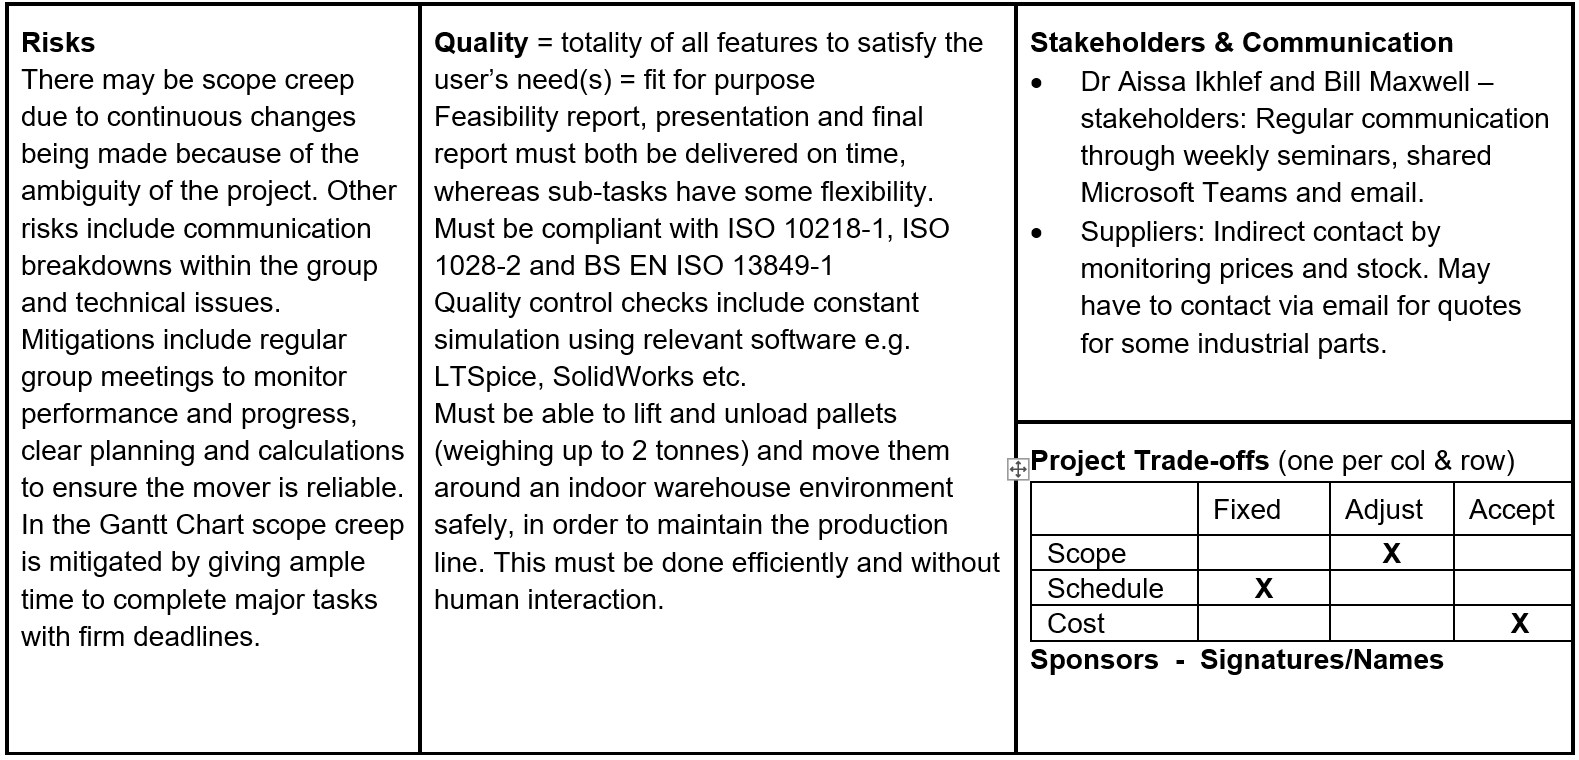 Risks
There may be scope creep
due to continuous changes
being made because of the
ambiguity of the project. Other
risks include communication
breakdowns within the group
and technical issues.
Mitigations include regular
group meetings to monitor
performance and progress,
clear planning and calculations
to ensure the mover is reliable.
In the Gantt Chart scope creep
is mitigated by giving ample
time to complete major tasks
with firm deadlines.
Quality = totality of all features to satisfy the
user’s need(s) = fit for purpose
Feasibility report, presentation and final
report must both be delivered on time,
whereas sub-tasks have some flexibility.
Must be compliant with ISO 10218-1, ISO
1028-2 and BS EN ISO 13849-1
Quality control checks include constant
simulation using relevant software e.g.
LTSpice, SolidWorks etc.
Must be able to lift and unload pallets
(weighing up to 2 tonnes) and move them
around an indoor warehouse environment
safely, in order to maintain the production
line. This must be done efficiently and without
human interaction.
Stakeholders & Communication
• Dr Aissa Ikhlef and Bill Maxwell –
stakeholders: Regular communication
through weekly seminars, shared
Microsoft Teams and email.
• Suppliers: Indirect contact by
monitoring prices and stock. May
have to contact via email for quotes
for some industrial parts.
Project Trade-offs (one per col & row)
Fixed Adjust Accept
Scope X
Schedule X
Cost X
Sponsors - Signatures/Names